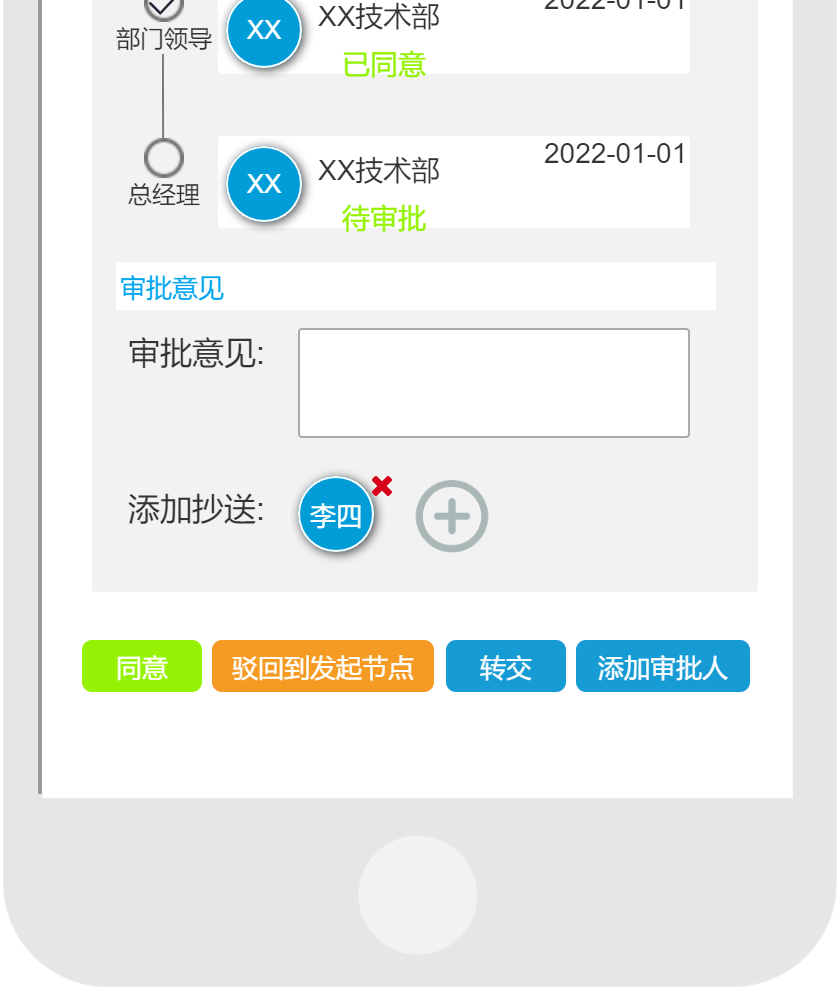 2022-01-01
XX
XX技术部
部门领导
已同意
2022-01-01
XX
XX技术部
总经理
待审批
审批意见
审批意见:
添加抄送:
李四
同意
驳回到发起节点
转交
添加审批人